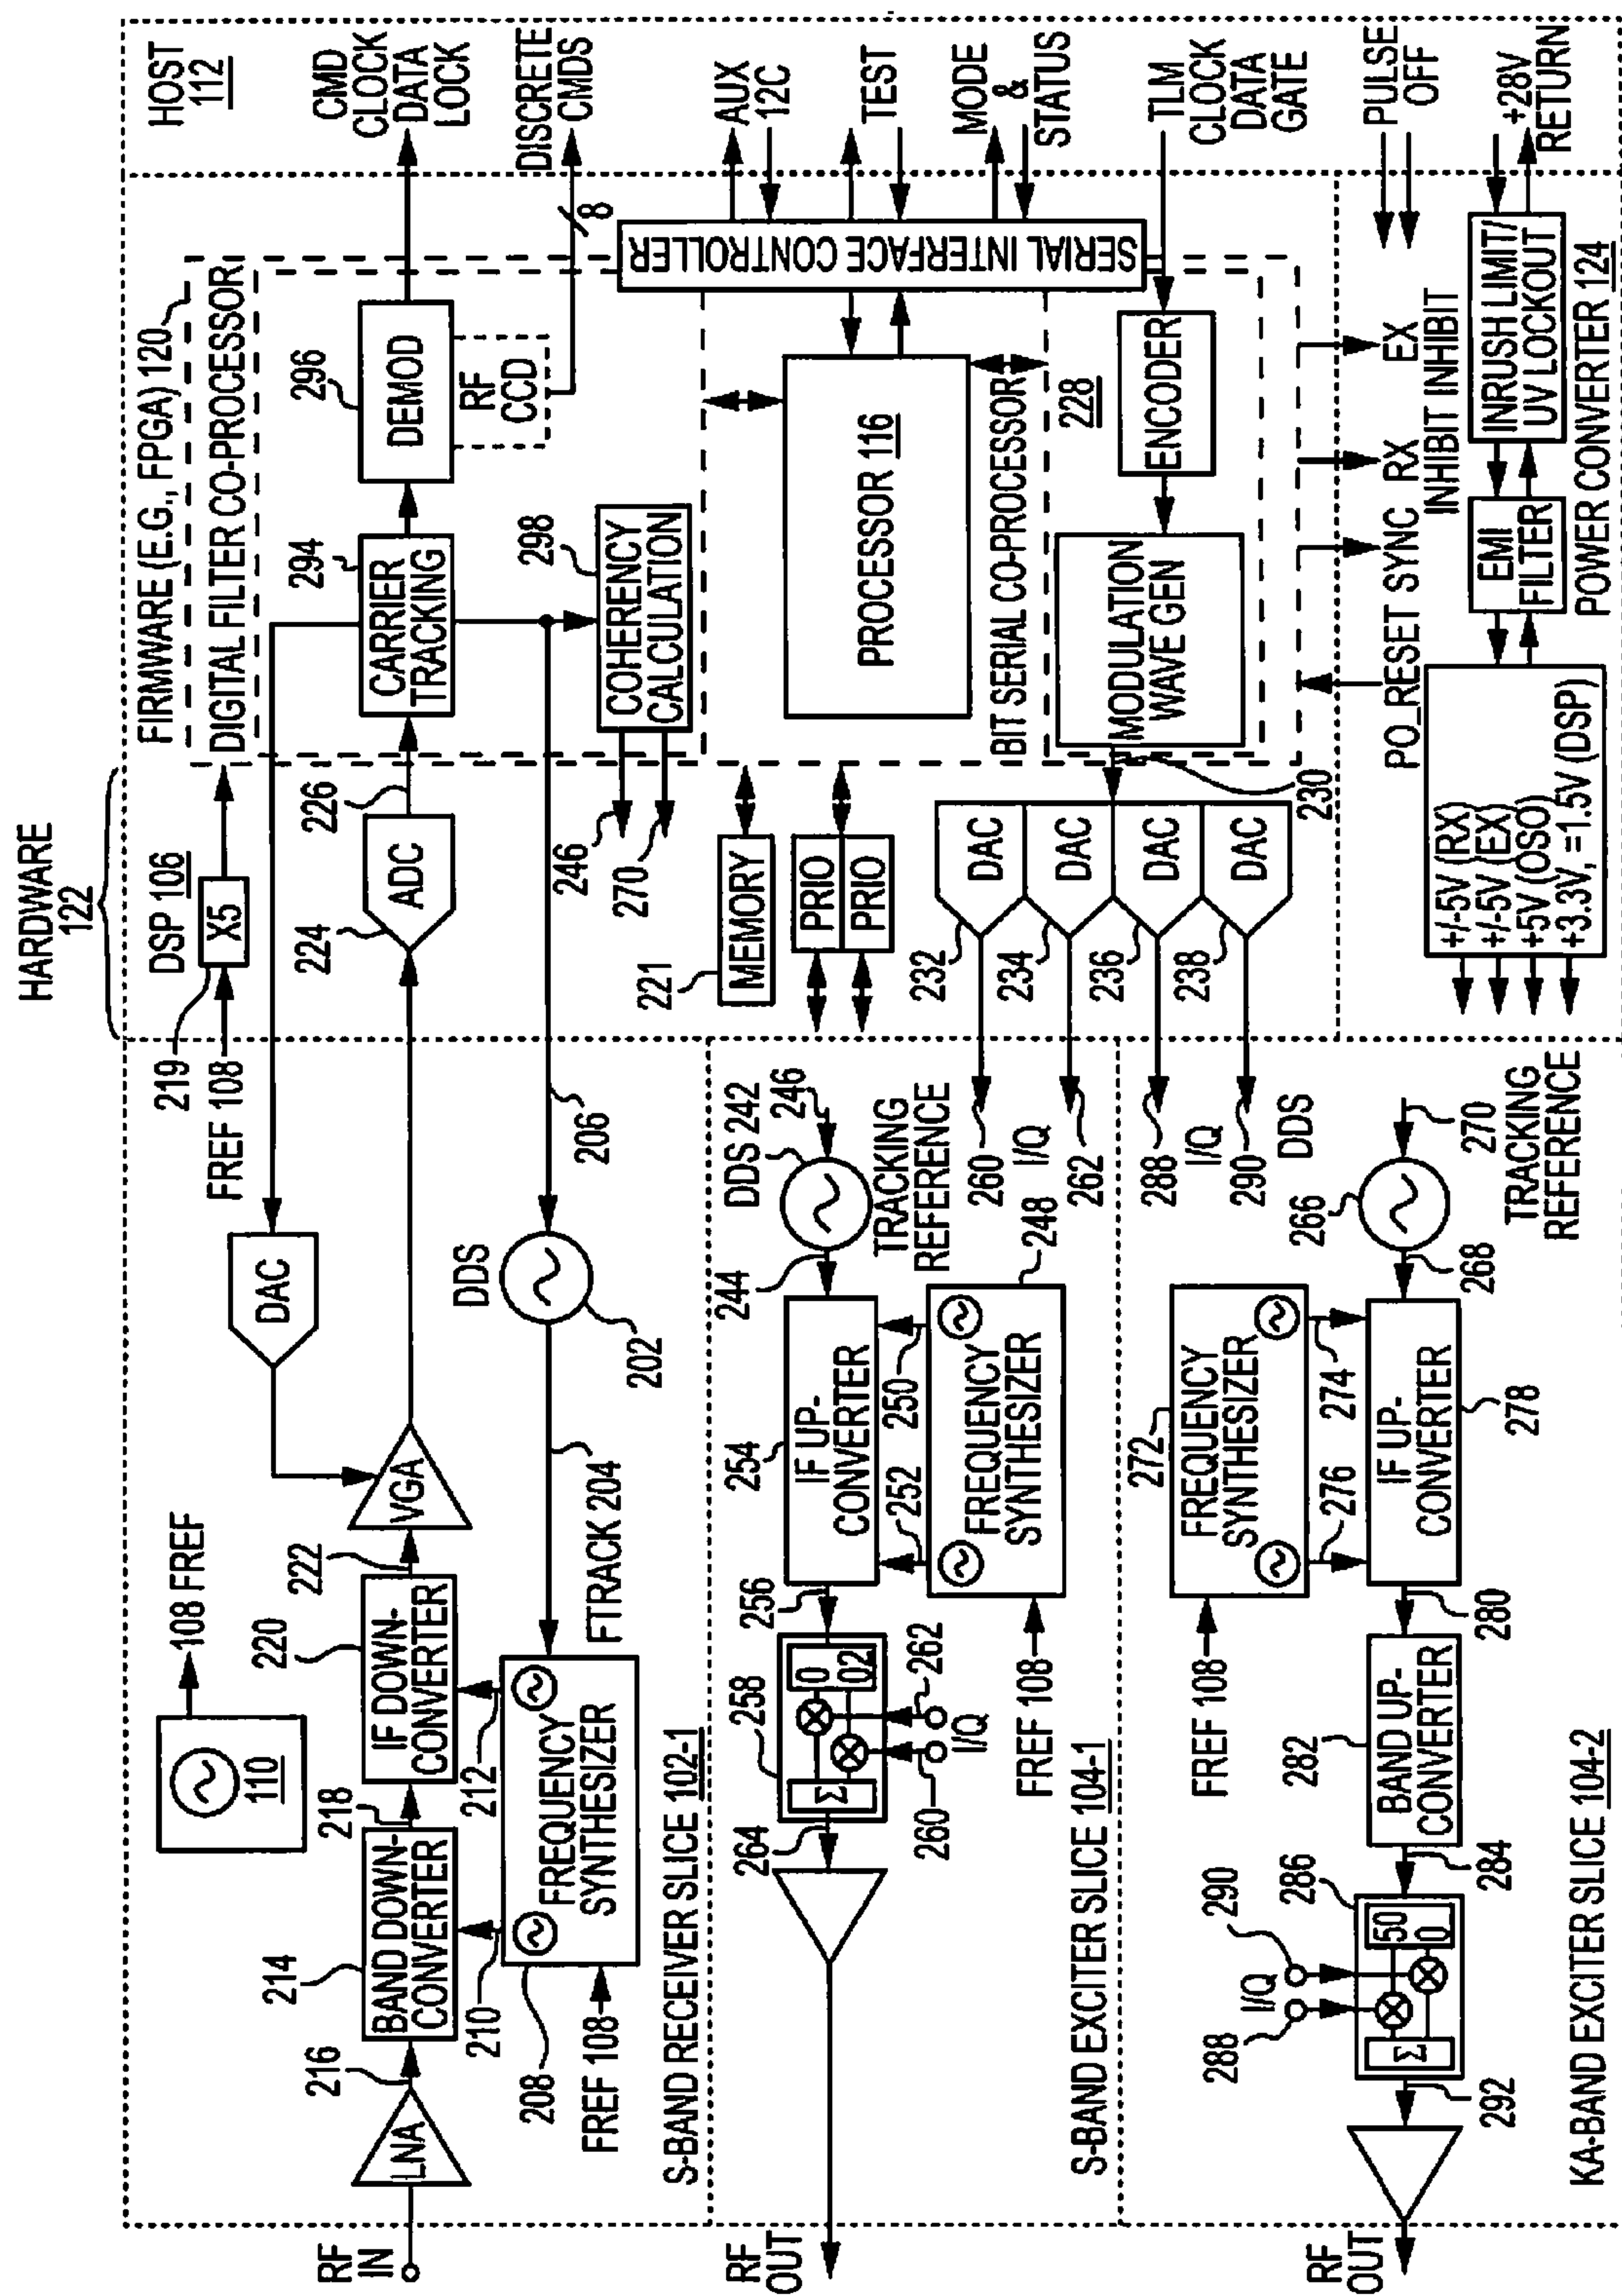 HARDWARE
122
HOST
112
FIRMWARE (E.G., FPGA) 120
DIGITAL FILTER CO-PROCESSOR
DSP 106
X5
219
FREF 108
DAC
110
108 FREF
RF
IN
LNA
216
214
BAND DOWN-
CONVERTER
218
220
IF DOWN-
CONVERTER
222
VGA
224
ADC
226
294
CARRIER
TRACKING
296
DEMOD
RF
CCD
CMD
CLOCK
DATA
LOCK
DISCRETE
CMDS
8
210
212
FREQUENCY
SYNTHESIZER
208
FREF 108
FTRACK 204
DDS
202
206
298
COHERENCY
CALCULATION
246
270
S-BAND RECEIVER SLICE 102-1
221
MEMORY
PRIO
PRIO
PROCESSOR 116
SERIAL INTERFACE CONTROLLER
AUX
12C
TEST
MODE
&
STATUS
BIT SERIAL CO-PROCESSOR
228
ENCODER
MODULATION
WAVE GEN
230
TLM
CLOCK
DATA
GATE
DAC
DAC
DAC
DAC
232
234
236
238
260
I/Q
262
288
I/Q
290
DDS 242
246
TRACKING
REFERENCE
244
254
IF UP-
CONVERTER
250
252
248
FREQUENCY
SYNTHESIZER
FREF 108
256
258
0
02
Σ
262
I/Q
260
264
RF
OUT
S-BAND EXCITER SLICE 104-1
DDS
266
270
TRACKING
REFERENCE
268
272
FREQUENCY
SYNTHESIZER
FREF 108
274
276
IF UP-
CONVERTER
278
280
282
BAND UP-
CONVERTER
284
286
50
0
Σ
290
I/Q
288
292
RF
OUT
KA-BAND EXCITER SLICE 104-2
PO_RESET SYNC RX EX
INHIBIT INHIBIT
PULSE
OFF
+28V
RETURN
INRUSH LIMIT/
UV LOCKOUT
EMI
FILTER
+/-5V (RX)
+/-5V (EX)
+5V (OSO)
+3.3V, =1.5V (DSP)
POWER CONVERTER 124